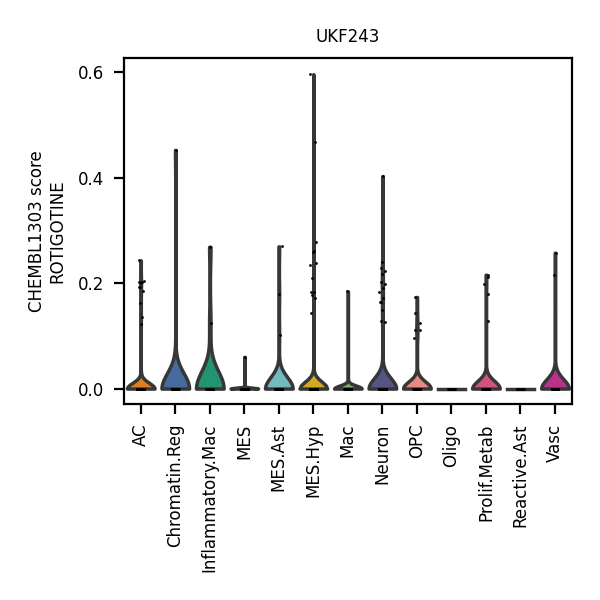 UKF243
CHEMBL1303 score
ROTIGOTINE
0.6
0.4
0.2
0.0
AC
Chromatin.Reg
Inflammatory.Mac
MES
MES.Ast
MES.Hyp
Mac
Neuron
OPC
Oligo
Prolif.Metab
Reactive.Ast
Vasc